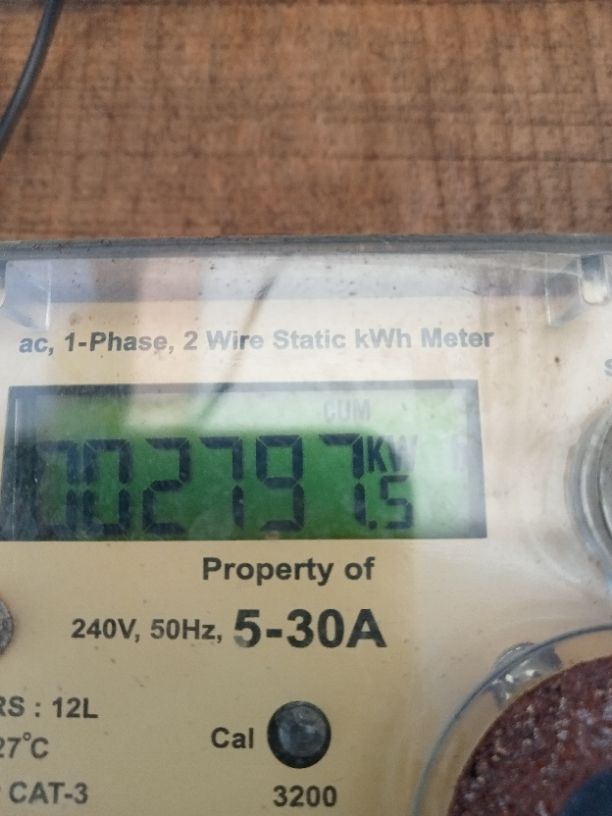 ac, 1-Phase, 2 Wire Static kWh Meter
CUM
002797.5 KW
Property of
240V, 50Hz, 5-30A
RS : 12L
27°C
Cal
CAT-3
3200